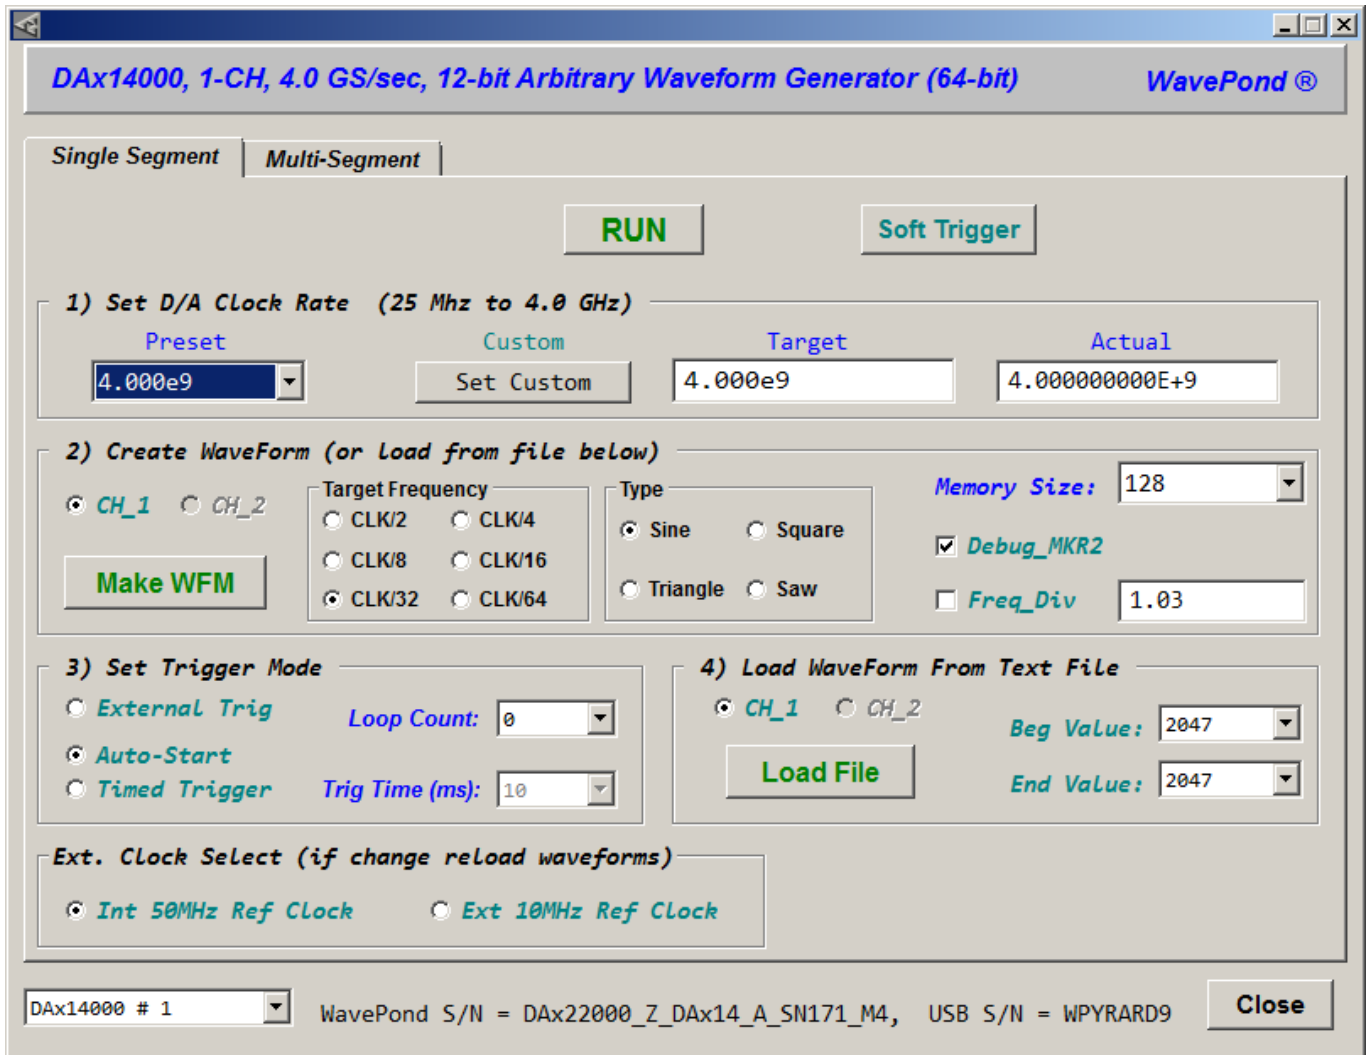 DAx14000, 1-CH, 4.0 GS/sec, 12-bit Arbitrary Waveform Generator (64-bit) WavePond ®
Single Segment Multi-Segment
RUN Soft Trigger
1) Set D/A Clock Rate (25 Mhz to 4.0 GHz)
Preset Custom Target Actual
4.000e9 Set Custom 4.000e9 4.000000000E+9
2) Create WaveForm (or load from file below)
CH_1 CH_2 Target Frequency Type Memory Size: 128
CLK/2 CLK/4 Sine Square
Debug_MKR2
CLK/8 CLK/16
Make WFM
CLK/32 CLK/64 Triangle Saw Freq_Div 1.03
3) Set Trigger Mode
External Trig Loop Count: 0
Auto-Start
Timed Trigger Trig Time (ms): 10
4) Load WaveForm From Text File
CH_1 CH_2 Beg Value: 2047
Load File End Value: 2047
Ext. Clock Select (if change reload waveforms)
Int 50MHz Ref Clock Ext 10MHz Ref Clock
DAx14000 # 1 WavePond S/N = DAx22000_Z_DAx14_A_SN171_M4, USB S/N = WPYRARD9 Close